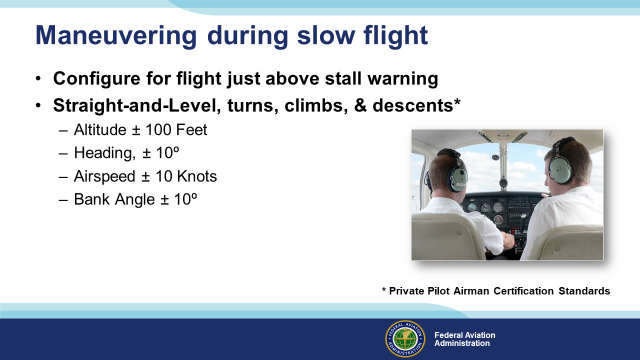 Maneuvering during slow flight
• Configure for flight just above stall warning
• Straight-and-Level, turns, climbs, & descents*
– Altitude ± 100 Feet
– Heading, ± 10º
– Airspeed ± 10 Knots
– Bank Angle ± 10º
* Private Pilot Airman Certification Standards
Federal Aviation
Administration